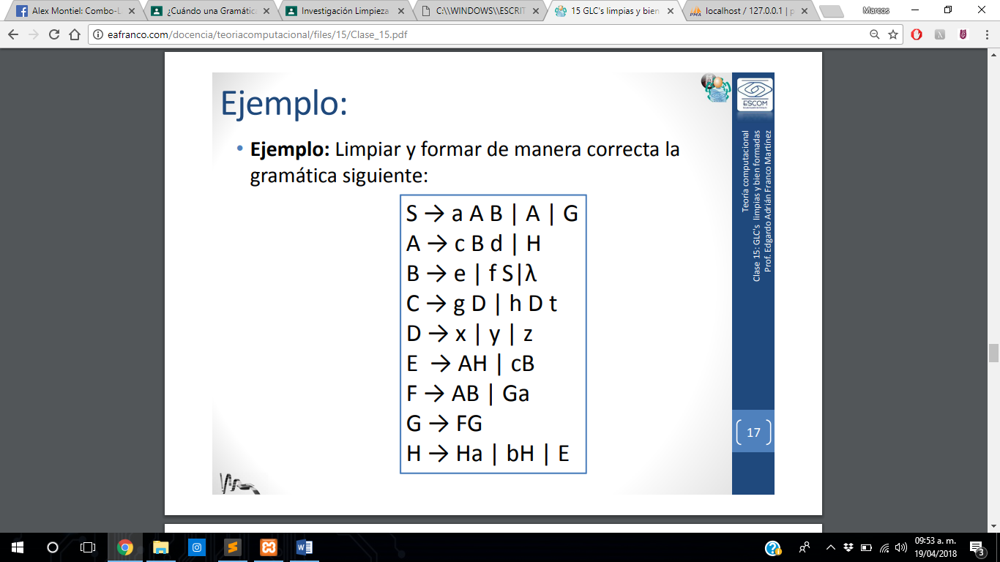 Alex Montiel: Combo-L
¿Cuándo una Gramátic
Investigación Limpieza
C:\\WINDOWS\\ESCRIT
15 GLC's limpias y bien
localhost / 127.0.0.1 | p
Marcos
eafranco.com/docencia/teoriacomputacional/files/15/Clase_15.pdf
Ejemplo:
• Ejemplo: Limpiar y formar de manera correcta la
gramática siguiente:
S → a A B | A | G
A → c B d | H
B → e | f S|λ
C → g D | h D t
D → x | y | z
E → AH | cB
F → AB | Ga
G → FG
H → Ha | bH | E
ESCOM
Teoría computacional
Clase 15: GLC's limpias y bien formadas
Prof. Edgardo Adrián Franco Martínez
17
09:53 a. m.
19/04/2018
3